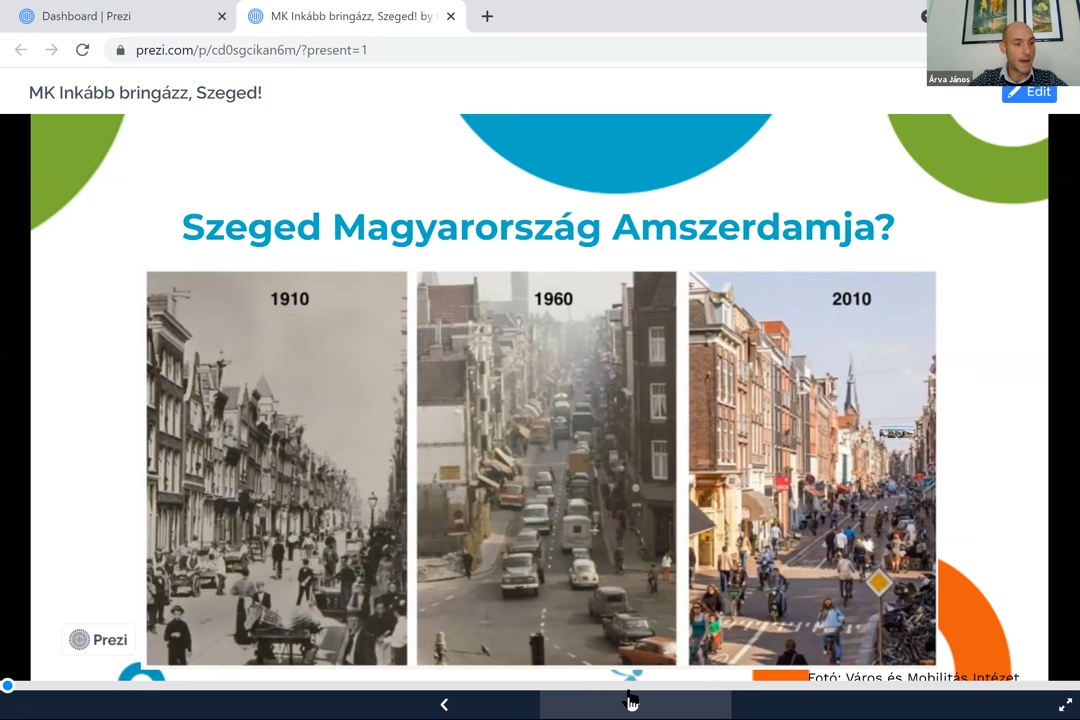 Dashboard | Prezi
MK Inkább bringázz, Szeged! by
prezi.com/p/cd0sgcikan6m/?present=1
Árva János
MK Inkább bringázz, Szeged!
Edit
Szeged Magyarország Amszerdamja?
1910
1960
2010
Prezi
Fotó: Város és Mobilitás Intézet